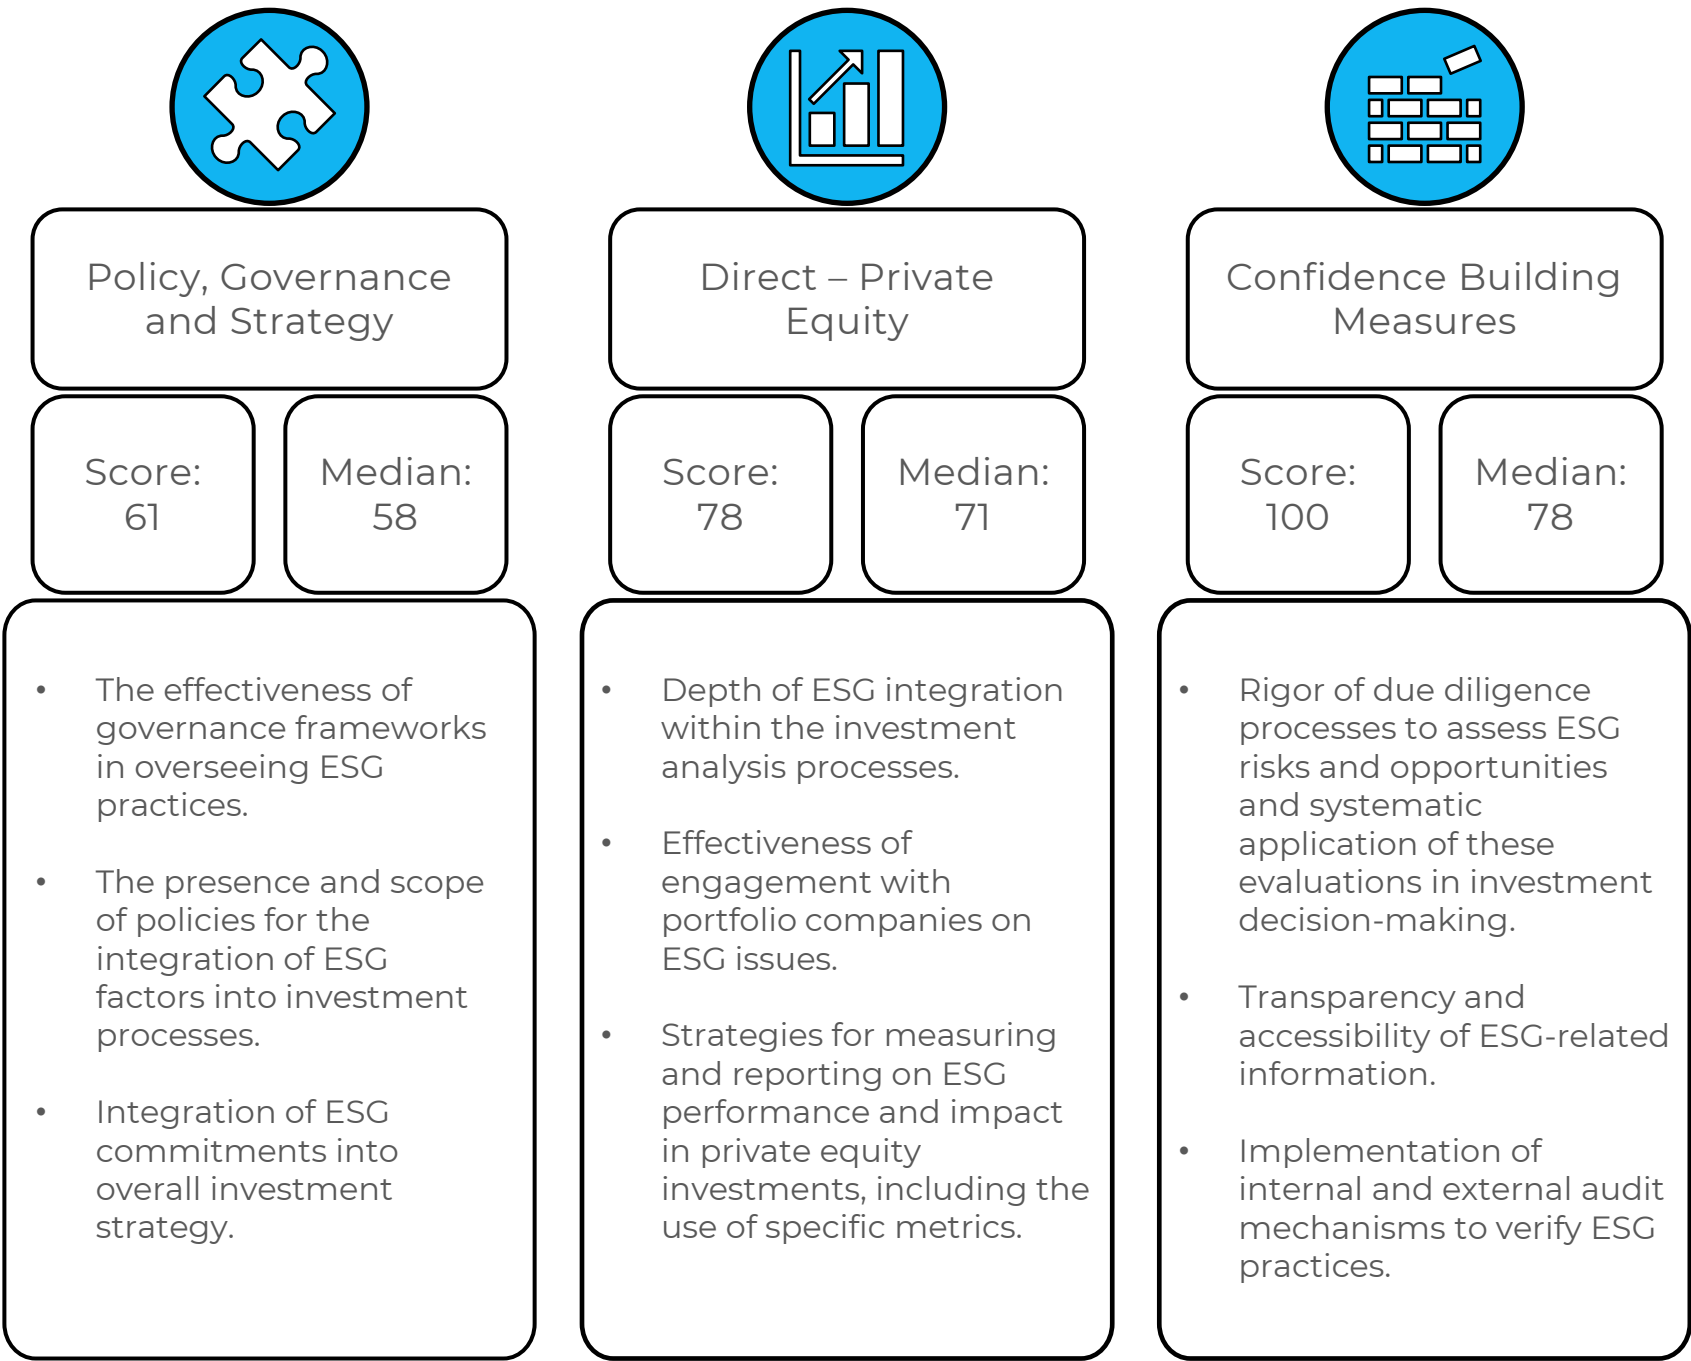 Policy, Governance
and Strategy
Score:
61
Median:
58
• The effectiveness of
governance frameworks
in overseeing ESG
practices.
• The presence and scope
of policies for the
integration of ESG
factors into investment
processes.
• Integration of ESG
commitments into
overall investment
strategy.
Direct – Private
Equity
Score:
78
Median:
71
• Depth of ESG integration
within the investment
analysis processes.
• Effectiveness of
engagement with
portfolio companies on
ESG issues.
• Strategies for measuring
and reporting on ESG
performance and impact
in private equity
investments, including the
use of specific metrics.
Confidence Building
Measures
Score:
100
Median:
78
• Rigor of due diligence
processes to assess ESG
risks and opportunities
and systematic
application of these
evaluations in investment
decision-making.
• Transparency and
accessibility of ESG-related
information.
• Implementation of
internal and external audit
mechanisms to verify ESG
practices.